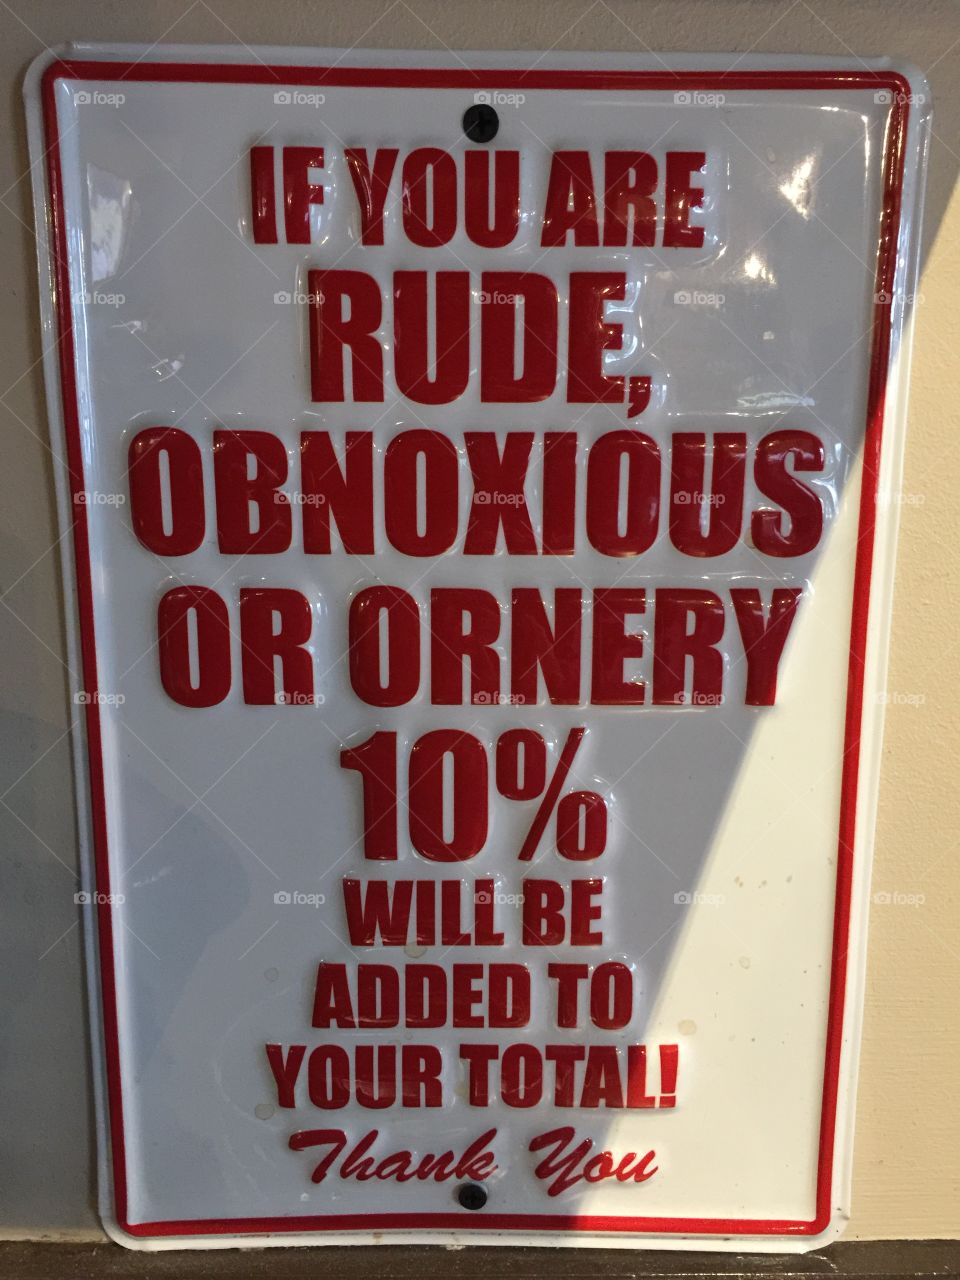 IF YOU ARE
RUDE,
OBNOXIOUS
OR ORNERY
10%
WILL BE
ADDED TO
YOUR TOTAL!
Thank You